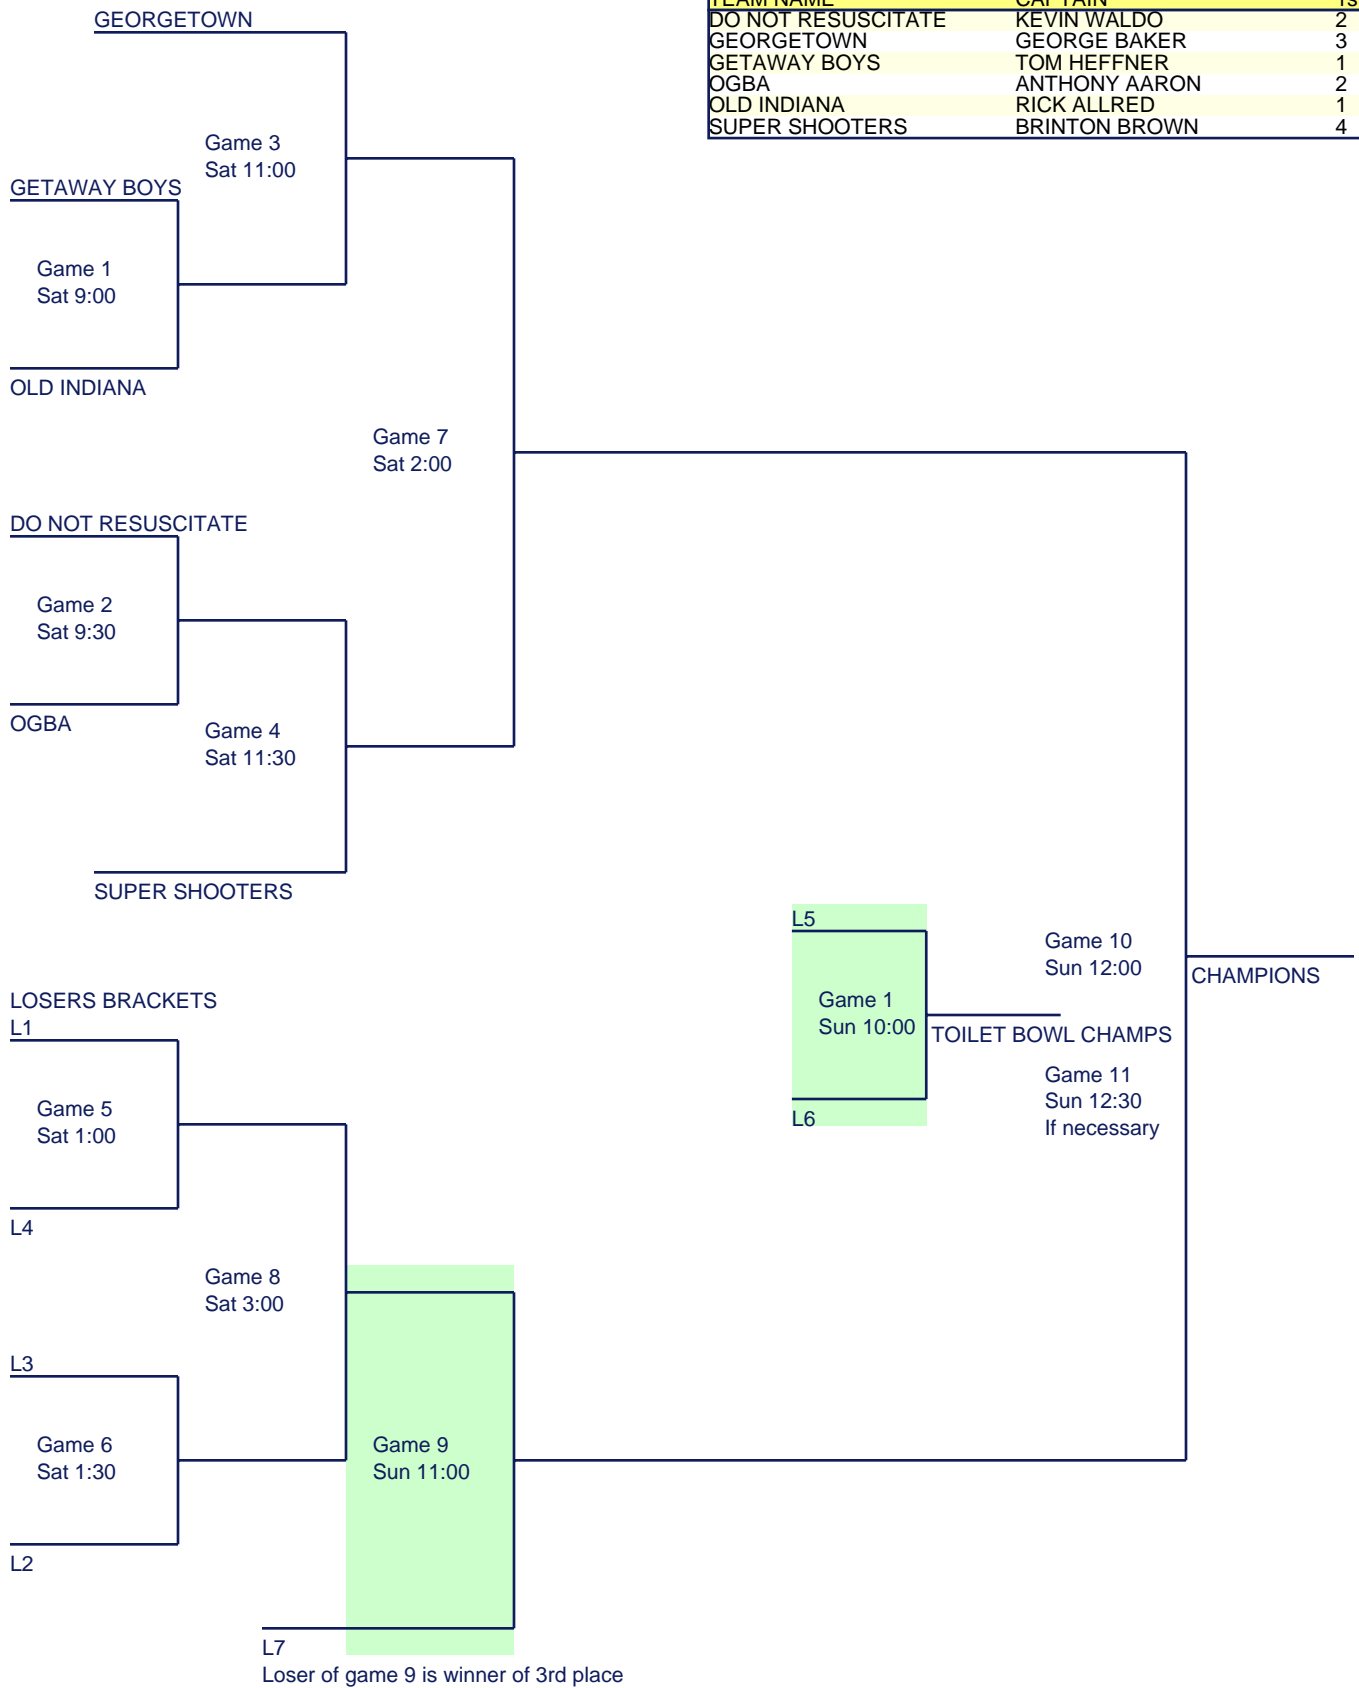 TEAM NAME CAPTAIN
DO NOT RESUSCITATE KEVIN WALDO 2
GEORGETOWN GEORGE BAKER 3
GETAWAY BOYS TOM HEFFNER 1
OGBA ANTHONY AARON 2
OLD INDIANA RICK ALLRED 1
SUPER SHOOTERS BRINTON BROWN 4
GEORGETOWN
Game 3
Sat 11:00
GETAWAY BOYS
Game 1
Sat 9:00
OLD INDIANA
Game 7
Sat 2:00
DO NOT RESUSCITATE
Game 2
Sat 9:30
OGBA
Game 4
Sat 11:30
SUPER SHOOTERS
L5
Game 1
Sun 10:00
TOILET BOWL CHAMPS
L6
Game 10
Sun 12:00
CHAMPIONS
Game 11
Sun 12:30
If necessary
LOSERS BRACKETS
L1
Game 5
Sat 1:00
L4
Game 8
Sat 3:00
L3
Game 6
Sat 1:30
L2
Game 9
Sun 11:00
L7
Loser of game 9 is winner of 3rd place